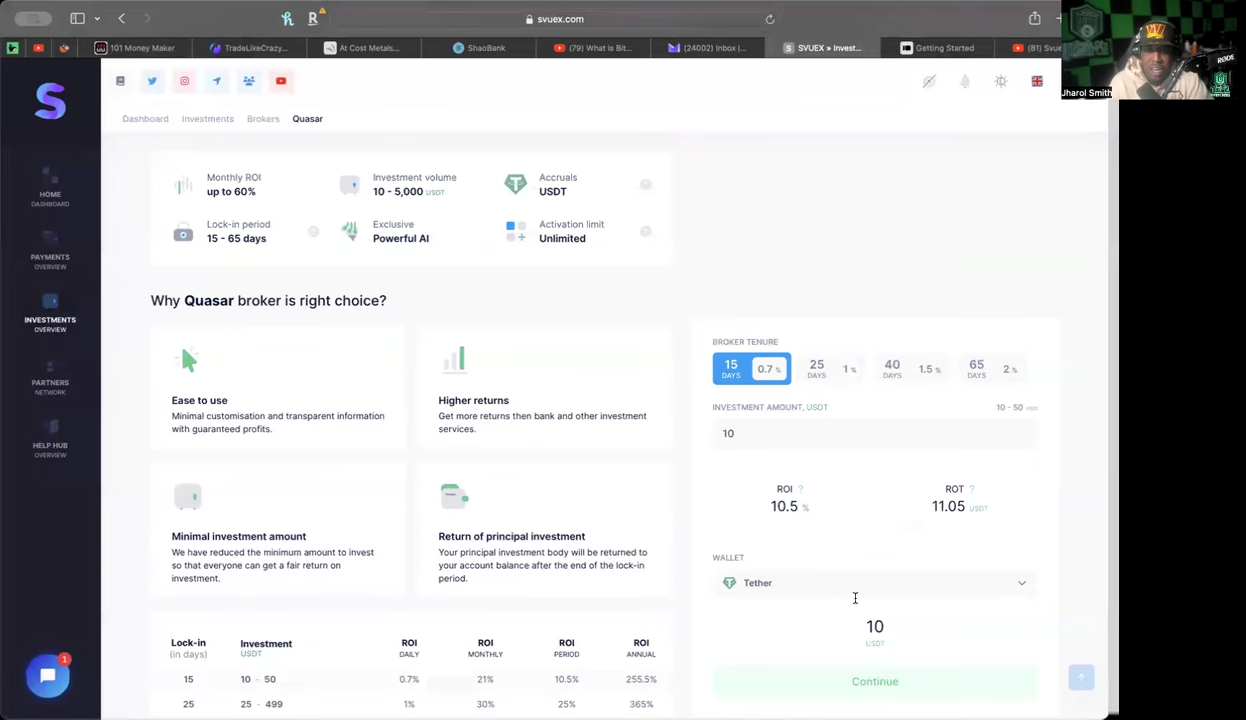 svuex.com
101 Money Maker
TradeLikeCrazy...
At Cost Metals...
ShaoBank
(79) What is Bit...
(24002) Inbox |...
SVUEX » Invest...
Getting Started
(81) Svue
RODE
Jharol Smith
Dashboard
Investments
Brokers
Quasar
HOME
DASHBOARD
PAYMENTS
OVERVIEW
INVESTMENTS
OVERVIEW
PARTNERS
NETWORK
HELP HUB
OVERVIEW
1
Monthly ROI
up to 60%
Investment volume
10 - 5,000 USDT
Accruals
USDT
Lock-in period
15 - 65 days
Exclusive
Powerful AI
Activation limit
Unlimited
Why Quasar broker is right choice?
Ease to use
Minimal customisation and transparent information
with guaranteed profits.
Higher returns
Get more returns then bank and other investment
services.
Minimal investment amount
We have reduced the minimum amount to invest
so that everyone can get a fair return on
investment.
Return of principal investment
Your principal investment body will be returned to
your account balance after the end of the lock-in
period.
Lock-in (in days) Investment USDT ROI DAILY ROI MONTHLY ROI PERIOD ROI ANNUAL
15 10 - 50 0.7% 21% 10.5% 255.5%
25 25 - 499 1% 30% 25% 365%
BROKER TENURE
15 DAYS 0.7 %
25 DAYS 1 %
40 DAYS 1.5 %
65 DAYS 2 %
INVESTMENT AMOUNT, USDT
10 - 50 USDT
10
ROI ?
10.5 %
ROT ?
11.05 USDT
WALLET
Tether
10
USDT
Continue